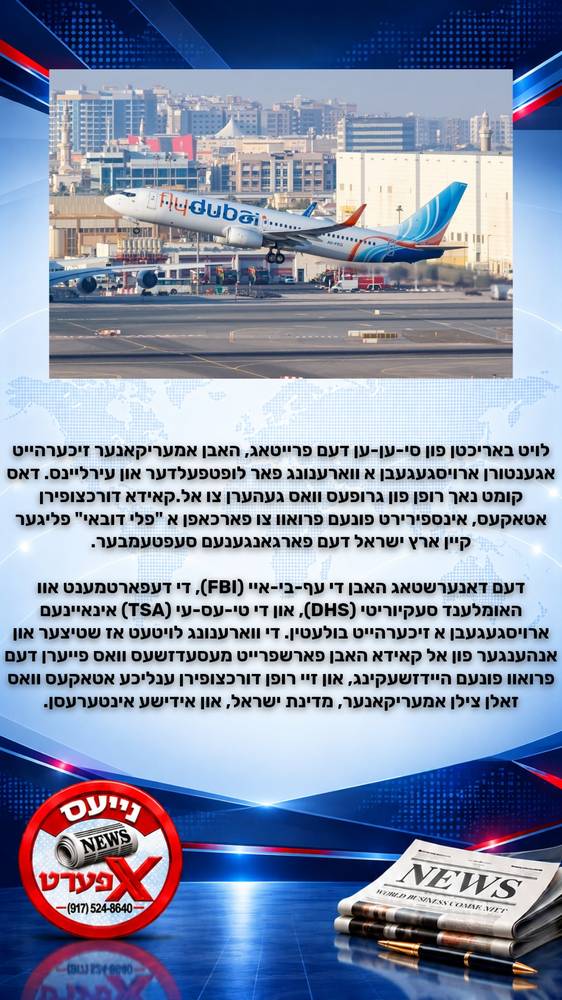 flydubai
לויט באריכטן פון סי-ען-ען דעם פרייטאג, האבן אמעריקאנער זיכערהייט
אגענטורן ארויסגעגעבן א ווארענונג פאר לופטפעלדער און עירליינס. דאס
קומט נאך רופן פון גרופעס וואס געהערן צו אל.קאידא דורכצופירן
אטאקעס, אינספירירט פונעם פרואוו צו פארכאפן א "פליי דובאי" פליגער
קיין ארץ ישראל דעם פארגאנגענעם סעפטעמבער.
דעם דאנערשטאג האבן די עף-בי-איי (FBI), די דעפארטמענט אוו
האומלענד סעקיוריטי (DHS), און די טי-עס-עי (TSA) אינאיינעם
ארויסגעגעבן א זיכערהייט בולעטין. די ווארענונג לויטעט אז שטיצער און
אנהענגער פון אל קאידא האבן פארשפרייט מעסעדזשעס וואס פייערן דעם
פרואוו פונעם היידזשעקינג, און זיי רופן דורכצופירן ענליכע אטאקעס וואס
זאלן צילן אמעריקאנער, מדינת ישראל, און אידישע אינטערעסן.
נייעס
NEWS
Xפערט
(917) 524-8640
NEWS